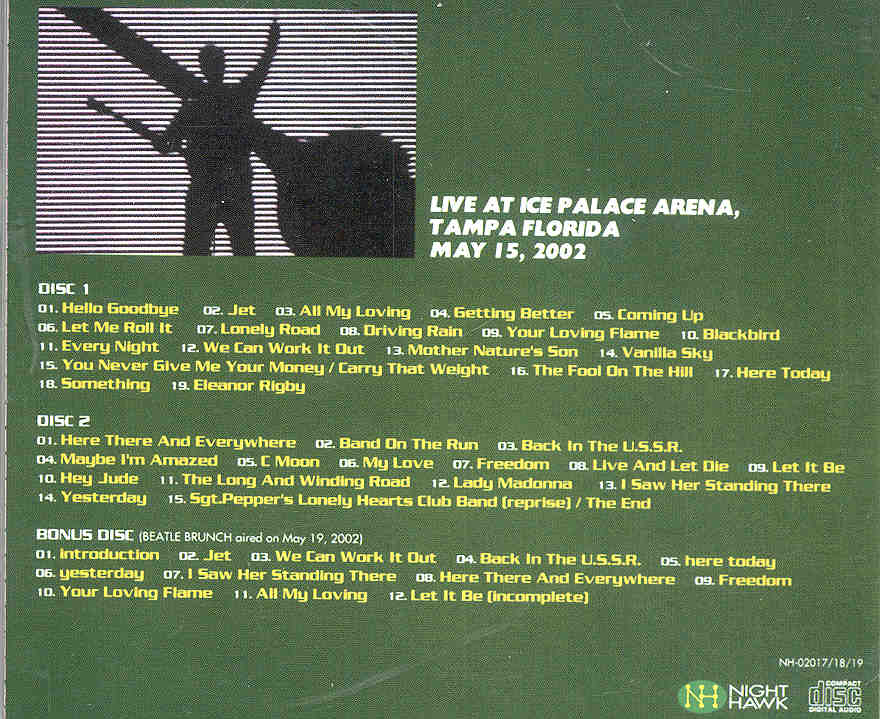 LIVE AT ICE PALACE ARENA,
TAMPA FLORIDA
MAY 15, 2002
DISC 1
01. Hello Goodbye 02. Jet 03. All My Loving 04. Getting Better 05. Coming Up
06. Let Me Roll It 07. Lonely Road 08. Driving Rain 09. Your Loving Flame 10. Blackbird
11. Every Night 12. We Can Work It Out 13. Mother Nature's Son 14. Vanilla Sky
15. You Never Give Me Your Money / Carry That Weight 16. The Fool On The Hill 17. Here Today
18. Something 19. Eleanor Rigby
DISC 2
01. Here There And Everywhere 02. Band On The Run 03. Back In The U.S.S.R.
04. Maybe I'm Amazed 05. C Moon 06. My Love 07. Freedom 08. Live And Let Die 09. Let It Be
10. Hey Jude 11. The Long And Winding Road 12. Lady Madonna 13. I Saw Her Standing There
14. Yesterday 15. Sgt.Pepper's Lonely Hearts Club Band (reprise) / The End
BONUS DISC (BEATLE BRUNCH aired on May 19, 2002)
01. introduction 02. Jet 03. We Can Work It Out 04. Back In The U.S.S.R. 05. here today
06. yesterday 07. I Saw Her Standing There 08. Here There And Everywhere 09. Freedom
10. Your Loving Flame 11. All My Loving 12. Let It Be (incomplete)
NH-02017/18/19
NH NIGHT HAWK
COMPACT disc DIGITAL AUDIO